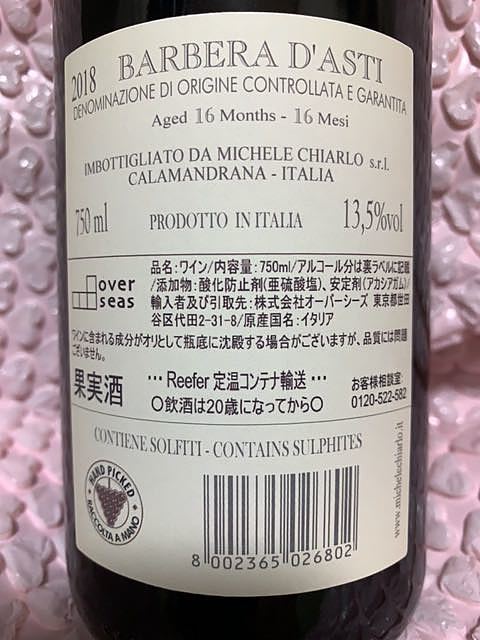 2018 BARBERA D'ASTI
DENOMINAZIONE DI ORIGINE CONTROLLATA E GARANTITA
Aged 16 Months - 16 Mesi
IMBOTTIGLIATO DA MICHELE CHIARLO s.r.l.
CALAMANDRANA - ITALIA
750 ml PRODOTTO IN ITALIA 13,5%vol
over
seas
品名:ワイン/内容量:750ml/アルコール分は裏ラベルに記載
/添加物:酸化防止剤(亜硫酸塩)、安定剤(アカシアガム)/
輸入者及び引取先:株式会社オーバーシーズ 東京都世田
谷区代田2-31-8/原産国名:イタリア
ワインに含まれる成分がオリとして瓶底に沈殿する場合がございますが、品質には問題
ございません。
果実酒
… Reefer 定温コンテナ輸送 …
〇飲酒は20歳になってから〇
お客様相談室:
0120-522-582
CONTIENE SOLFITI - CONTAINS SULPHITES
HAND PICKED
RACCOLTA A MANO
8 002365 026802
www.michelechiarlo.it